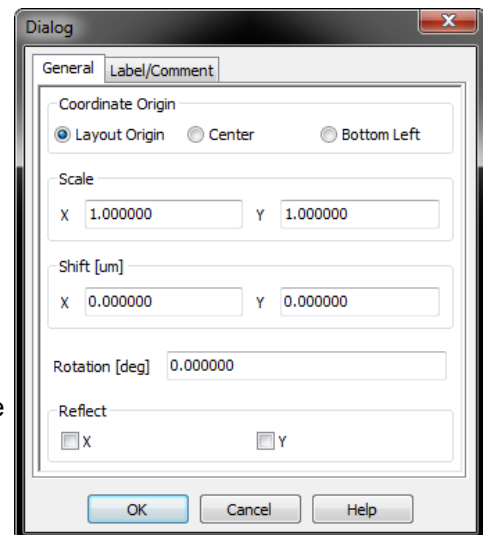 Dialog
General Label/Comment
Coordinate Origin
Layout Origin Center Bottom Left
Scale
X 1.000000 Y 1.000000
Shift [um]
X 0.000000 Y 0.000000
Rotation [deg] 0.000000
e
Reflect
X Y
OK Cancel Help